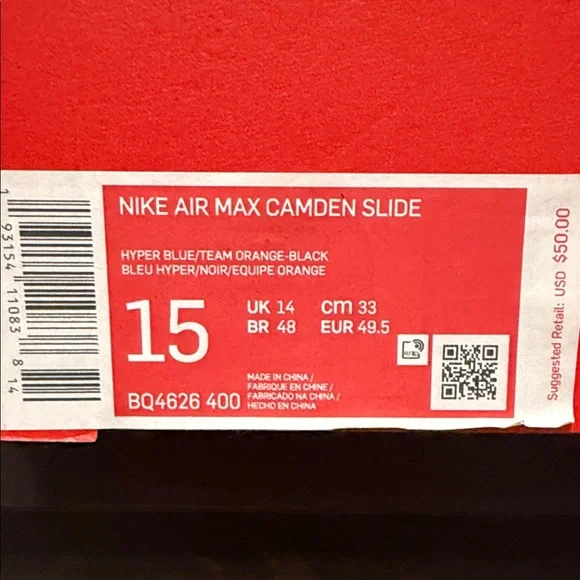 NIKE AIR MAX CAMDEN SLIDE
HYPER BLUE/TEAM ORANGE-BLACK
BLEU HYPER/NOIR/EQUIPE ORANGE
15
UK 14 cm 33
BR 48 EUR 49.5
BQ4626 400
MADE IN CHINA /
FABRIQUE EN CHINE /
FABRICADO NA CHINA /
HECHO EN CHINA
1 93154 11083 8 14
Suggested Retail: USD $50.00